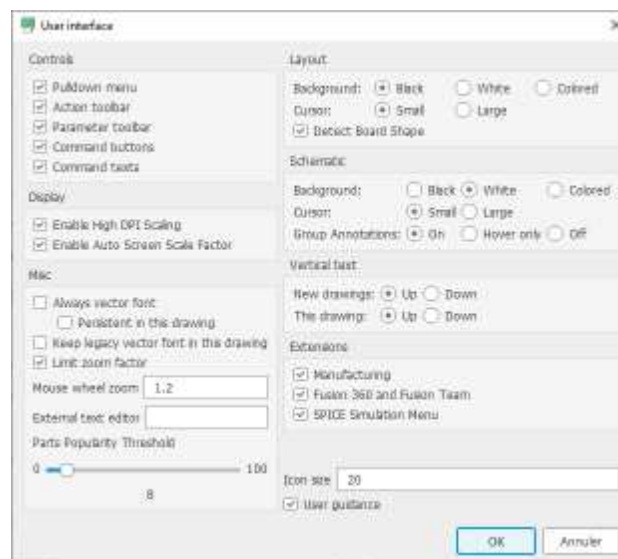 User interface
Controls
Pulldown menu
Action toolbar
Parameter toolbar
Command buttons
Command texts
Display
Enable High DPI Scaling
Enable Auto Screen Scale Factor
Misc
Always vector font
Persistent in this drawing
Keep legacy vector font in this drawing
Limit zoom factor
Mouse wheel zoom 1.2
External text editor
Parts Popularity Threshold
0 100
8
Layout
Background: Black White Colored
Cursor: Small Large
Detect Board Shape
Schematic
Background: Black White Colored
Cursor: Small Large
Group Annotations: On Hover only Off
Vertical text
New drawings: Up Down
This drawing: Up Down
Extensions
Manufacturing
Fusion 360 and Fusion Team
SPICE Simulation Menu
Icon size 20
User guidance
OK Annuler